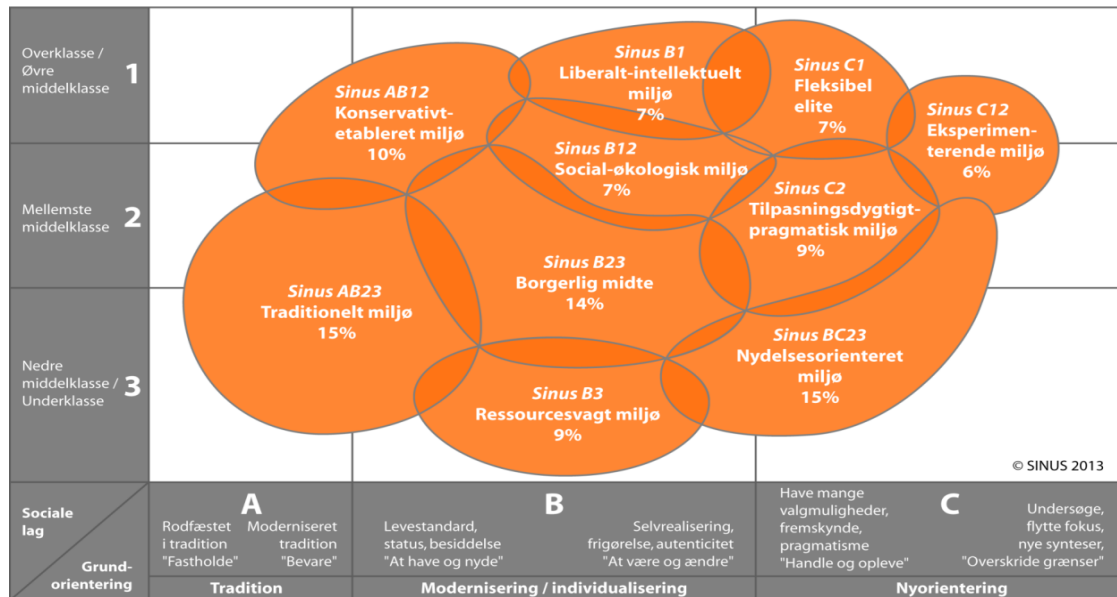 Overklasse /
Øvre
middelklasse
1
Mellemste
middelklasse
2
Nedre
middelklasse /
Underklasse
3
Sinus AB12
Konservativt-
etableret miljø
10%
Sinus B1
Liberalt-intellektuelt
miljø
7%
Sinus C1
Fleksibel
elite
7%
Sinus C12
Eksperimen-
terende miljø
6%
Sinus B12
Social-økologisk miljø
7%
Sinus C2
Tilpasningsdygtigt-
pragmatisk miljø
9%
Sinus AB23
Traditionelt miljø
15%
Sinus B23
Borgerlig midte
14%
Sinus BC23
Nydelsesorienteret
miljø
15%
Sinus B3
Ressourcesvagt miljø
9%
© SINUS 2013
Sociale
lag
Grund-
orientering
A
Rodfæstet
i tradition
"Fastholde"
Moderniseret
tradition
"Bevare"
Tradition
B
Levestandard,
status, besiddelse
"At have og nyde"
Selvrealisering,
frigørelse, autenticitet
"At være og ændre"
Modernisering / individualisering
C
Have mange
valgmuligheder,
fremskynde,
pragmatisme
"Handle og opleve"
Undersøge,
flytte fokus,
nye synteser,
"Overskride grænser"
Nyorientering